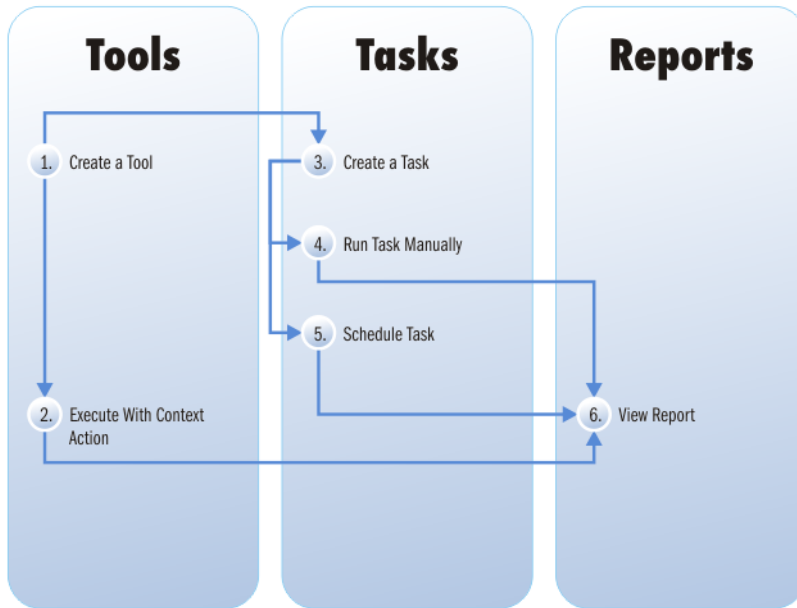 Tools
Tasks
Reports
1. Create a Tool
3. Create a Task
4. Run Task Manually
5. Schedule Task
2. Execute With Context
Action
6. View Report